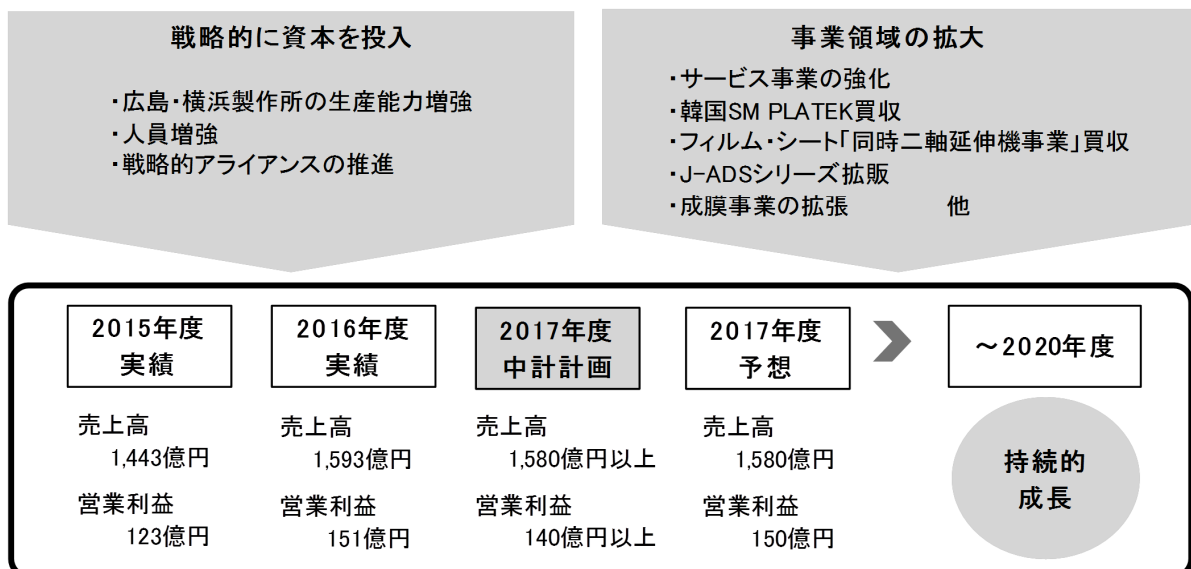 戦略的に資本を投入
・広島・横浜製作所の生産能力増強
・人員増強
・戦略的アライアンスの推進
事業領域の拡大
・サービス事業の強化
・韓国SM PLATEK買収
・フィルム・シート「同時二軸延伸機事業」買収
・J-ADSシリーズ拡販
・成膜事業の拡張 他
2015年度
実績
売上高
1,443億円
営業利益
123億円
2016年度
実績
売上高
1,593億円
営業利益
151億円
2017年度
中計計画
売上高
1,580億円以上
営業利益
140億円以上
2017年度
予想
売上高
1,580億円
営業利益
150億円
～2020年度
持続的
成長